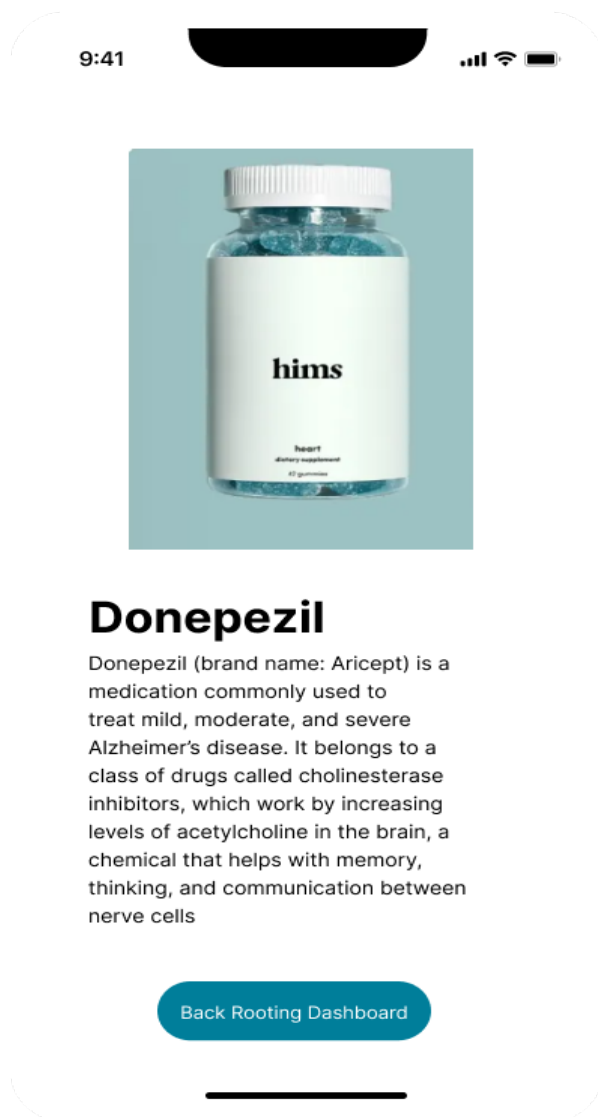 9:41
hims
heart
dietary supplement
42 gummies
Donepezil
Donepezil (brand name: Aricept) is a
medication commonly used to
treat mild, moderate, and severe
Alzheimer’s disease. It belongs to a
class of drugs called cholinesterase
inhibitors, which work by increasing
levels of acetylcholine in the brain, a
chemical that helps with memory,
thinking, and communication between
nerve cells
Back Rooting Dashboard